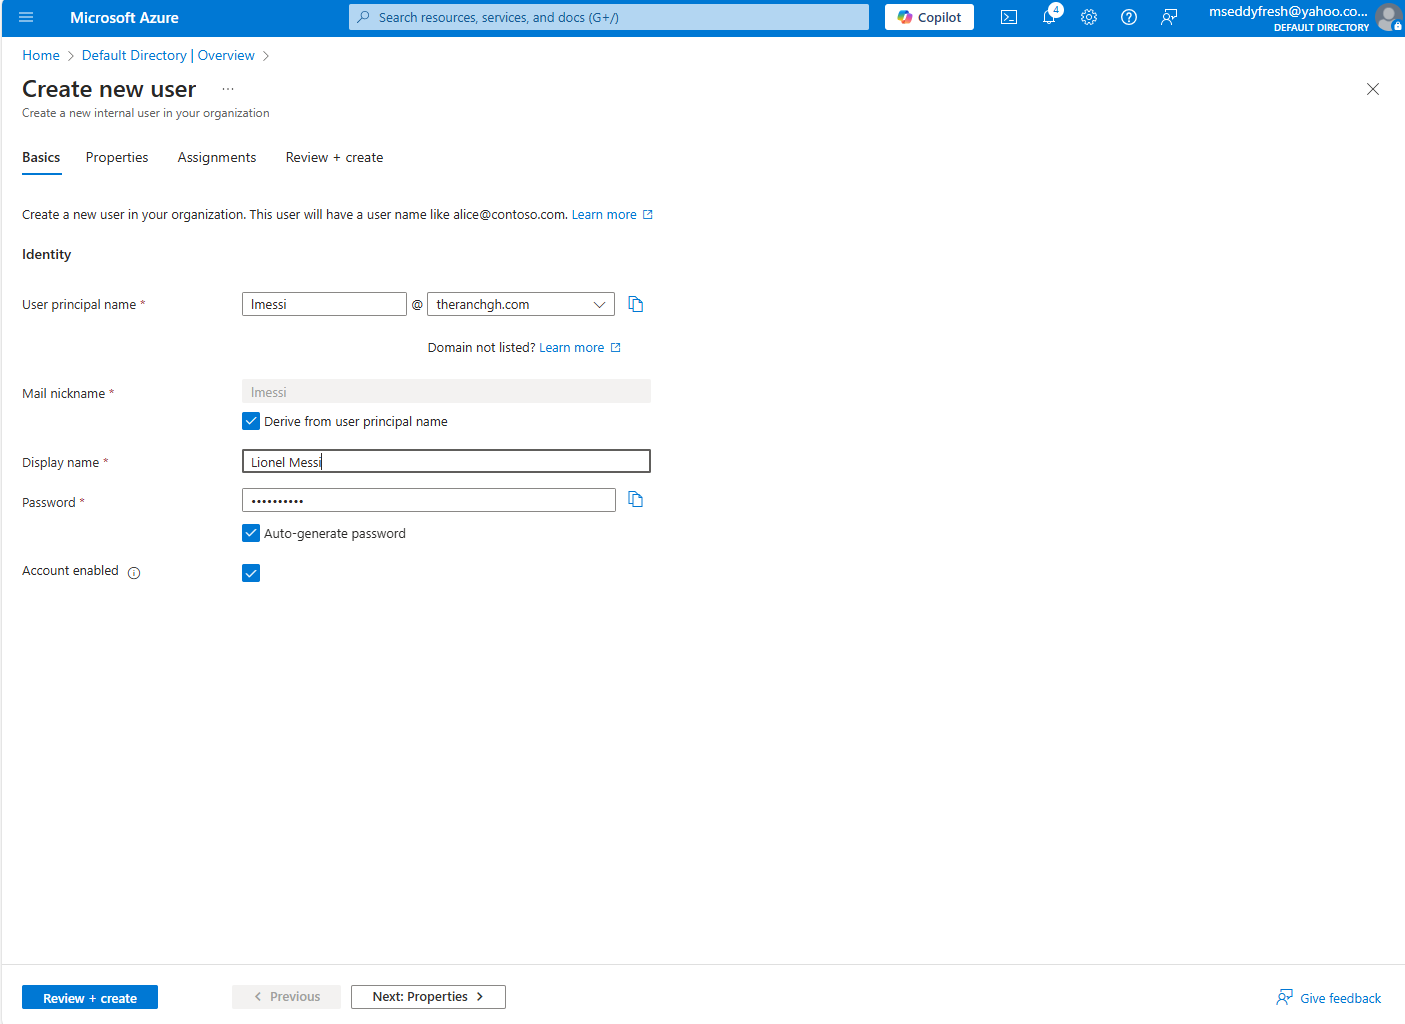 Microsoft Azure
Search resources, services, and docs (G+/)
Copilot
4
mseddyfresh@yahoo.co...
DEFAULT DIRECTORY
Home > Default Directory | Overview >
Create new user ...
Create a new internal user in your organization
Basics Properties Assignments Review + create
Create a new user in your organization. This user will have a user name like alice@contoso.com. Learn more
Identity
User principal name * lmessi @ theranchgh.com
Domain not listed? Learn more
Mail nickname * lmessi
Derive from user principal name
Display name * Lionel Messi
Password * ••••••••••
Auto-generate password
Account enabled
Review + create < Previous Next: Properties > Give feedback